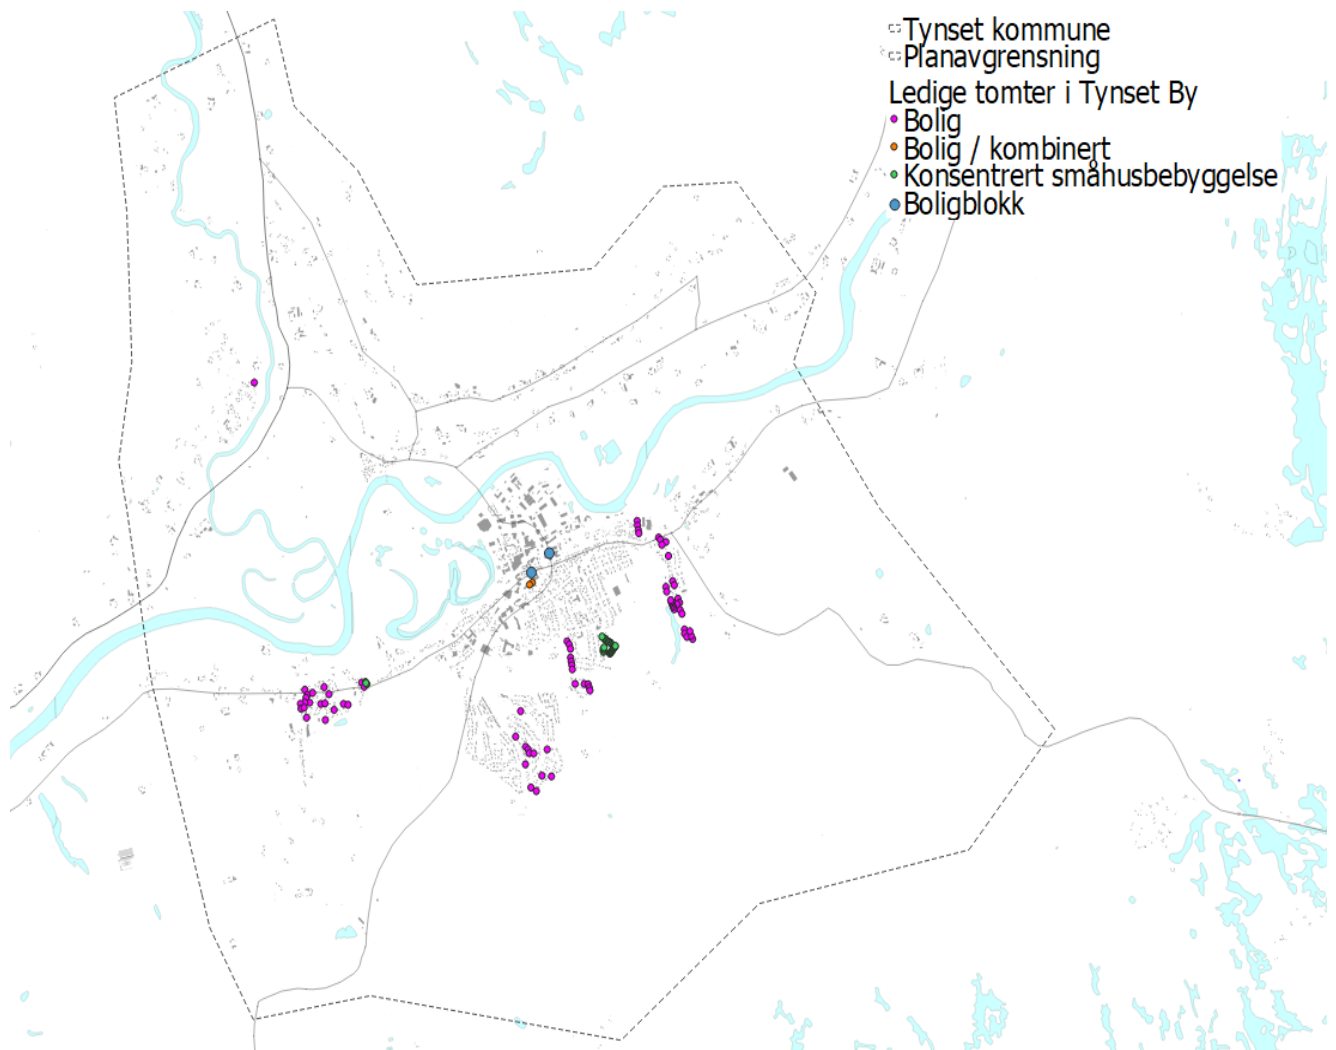 Tynset kommune
Planavgrensning
Ledige tomter i Tynset By
Bolig
Bolig / kombinert
Konsentrert småhusbebyggelse
Boligblokk